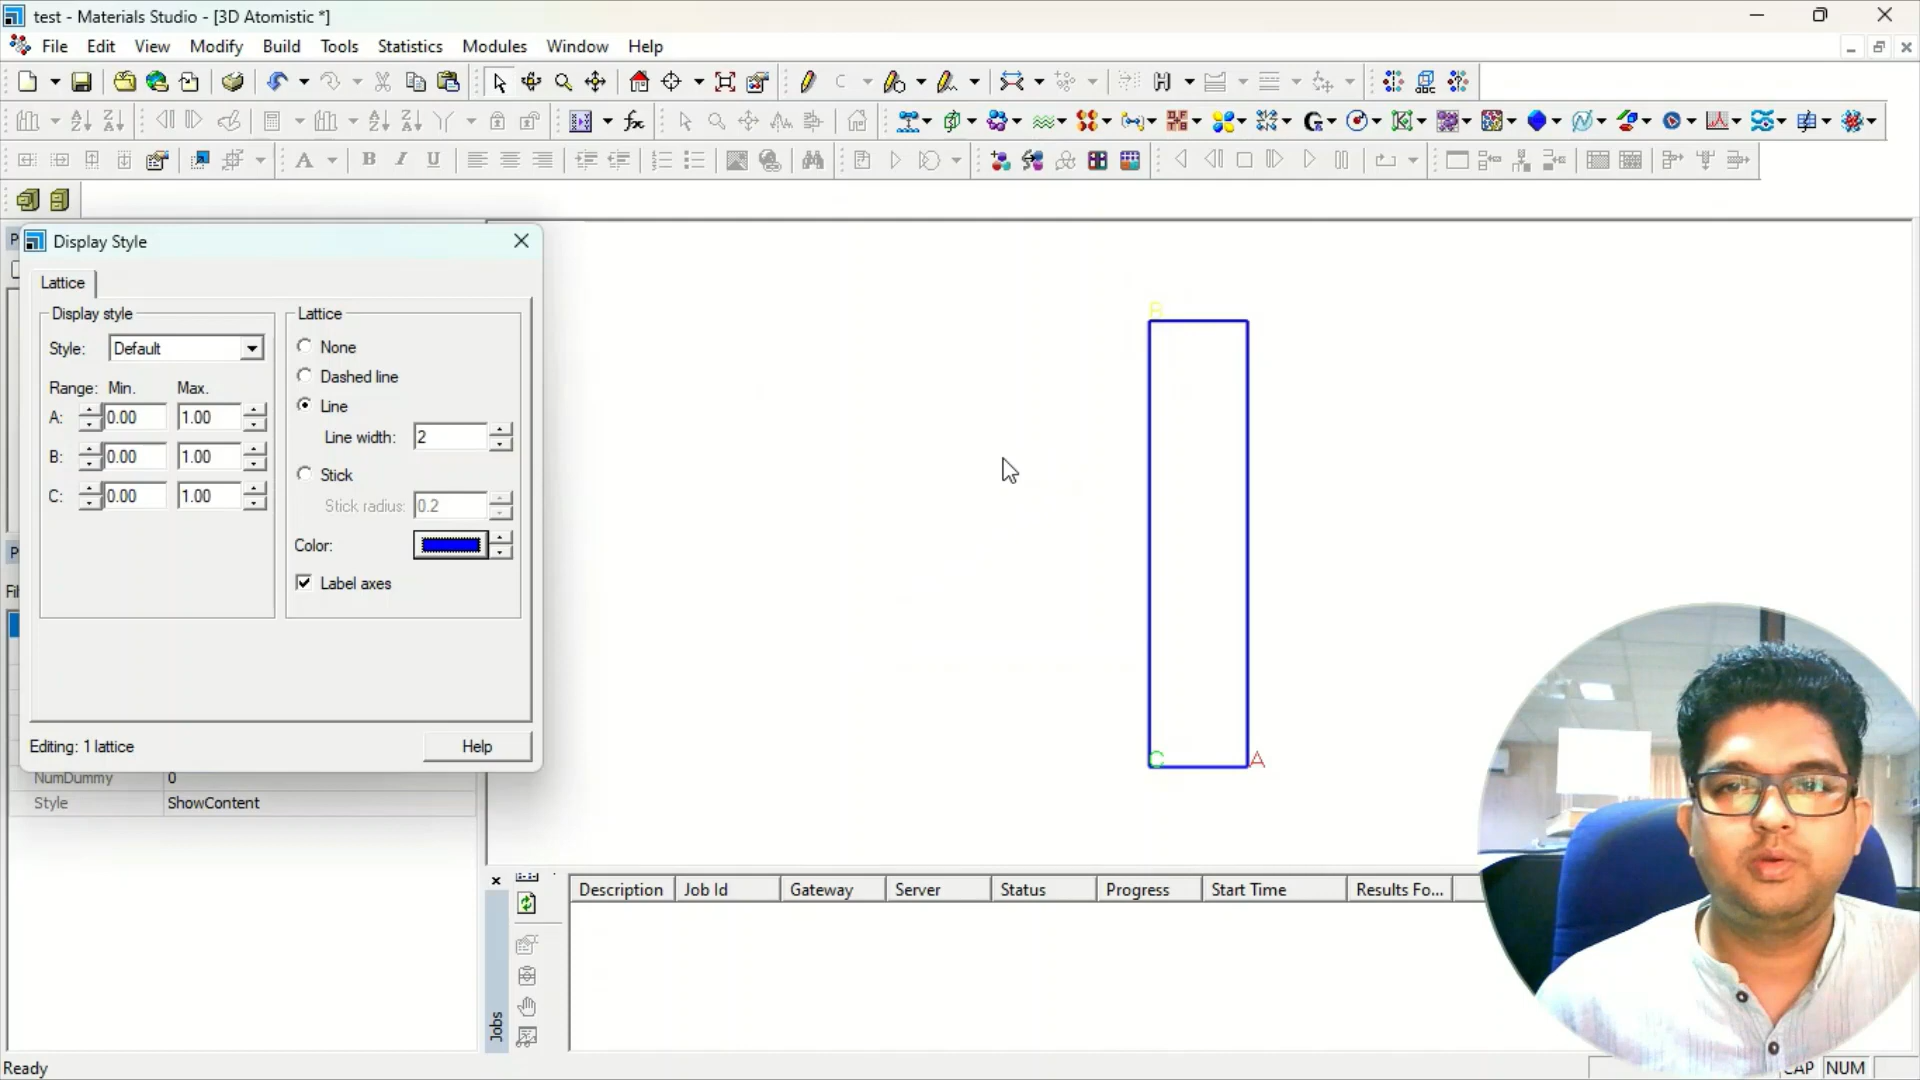 test - Materials Studio - [3D Atomistic *]
File Edit View Modify Build Tools Statistics Modules Window Help
Display Style
Lattice
Display style
Style: Default
Range: Min. Max.
A: 0.00 1.00
B: 0.00 1.00
C: 0.00 1.00
Lattice
None
Dashed line
Line
Line width: 2
Stick
Stick radius: 0.2
Color:
Label axes
Editing: 1 lattice
Help
NumDummy 0
Style ShowContent
B
C
A
Jobs
Description Job Id Gateway Server Status Progress Start Time Results Fo...
Ready
CAP NUM